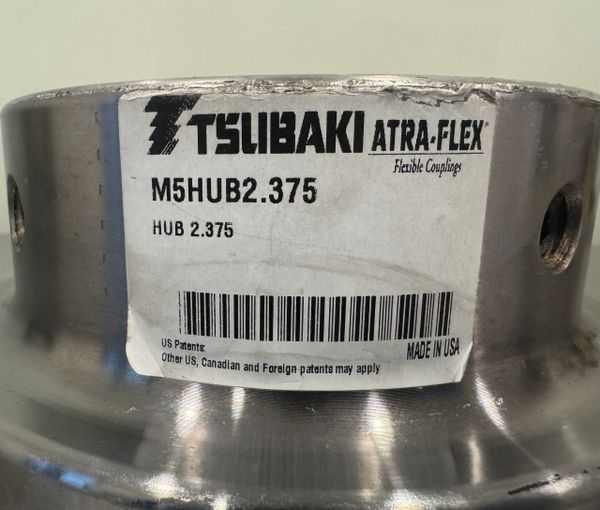 TSUBAKI ATRA-FLEX®
Flexible Couplings
M5HUB2.375
HUB 2.375
US Patents:
Other US, Canadian and Foreign patents may apply
MADE IN USA